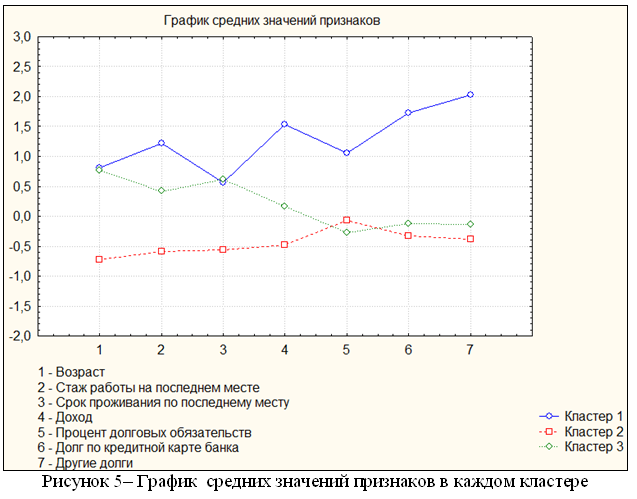 График средних значений признаков
3,0
2,5
2,0
1,5
1,0
0,5
0,0
-0,5
-1,0
-1,5
-2,0
1 2 3 4 5 6 7
1 - Возраст
2 - Стаж работы на последнем месте
3 - Срок проживания по последнему месту
4 - Доход
5 - Процент долговых обязательств
6 - Долг по кредитной карте банка
7 - Другие долги
Кластер 1
Кластер 2
Кластер 3
Рисунок 5– График средних значений признаков в каждом кластере